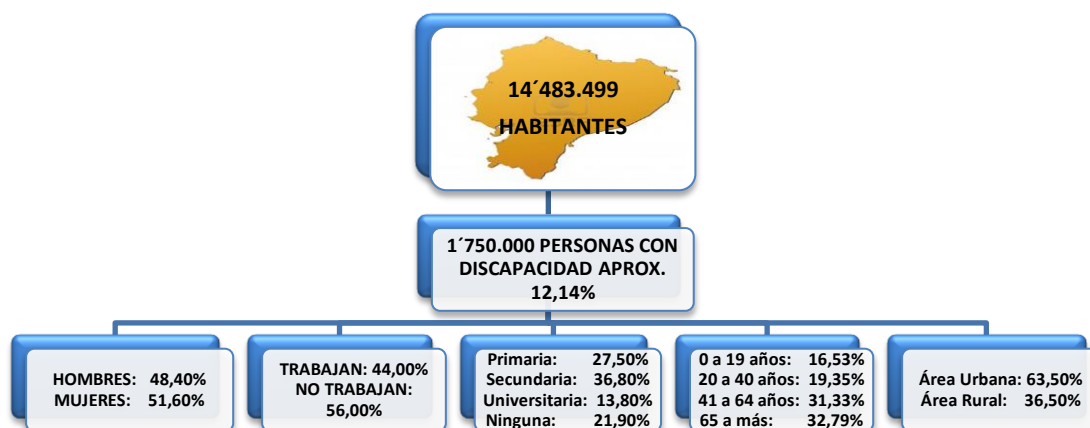 14´483.499
HABITANTES
1´750.000 PERSONAS CON
DISCAPACIDAD APROX.
12,14%
HOMBRES: 48,40%
MUJERES: 51,60%
TRABAJAN: 44,00%
NO TRABAJAN:
56,00%
Primaria: 27,50%
Secundaria: 36,80%
Universitaria: 13,80%
Ninguna: 21,90%
0 a 19 años: 16,53%
20 a 40 años: 19,35%
41 a 64 años: 31,33%
65 a más: 32,79%
Área Urbana: 63,50%
Área Rural: 36,50%